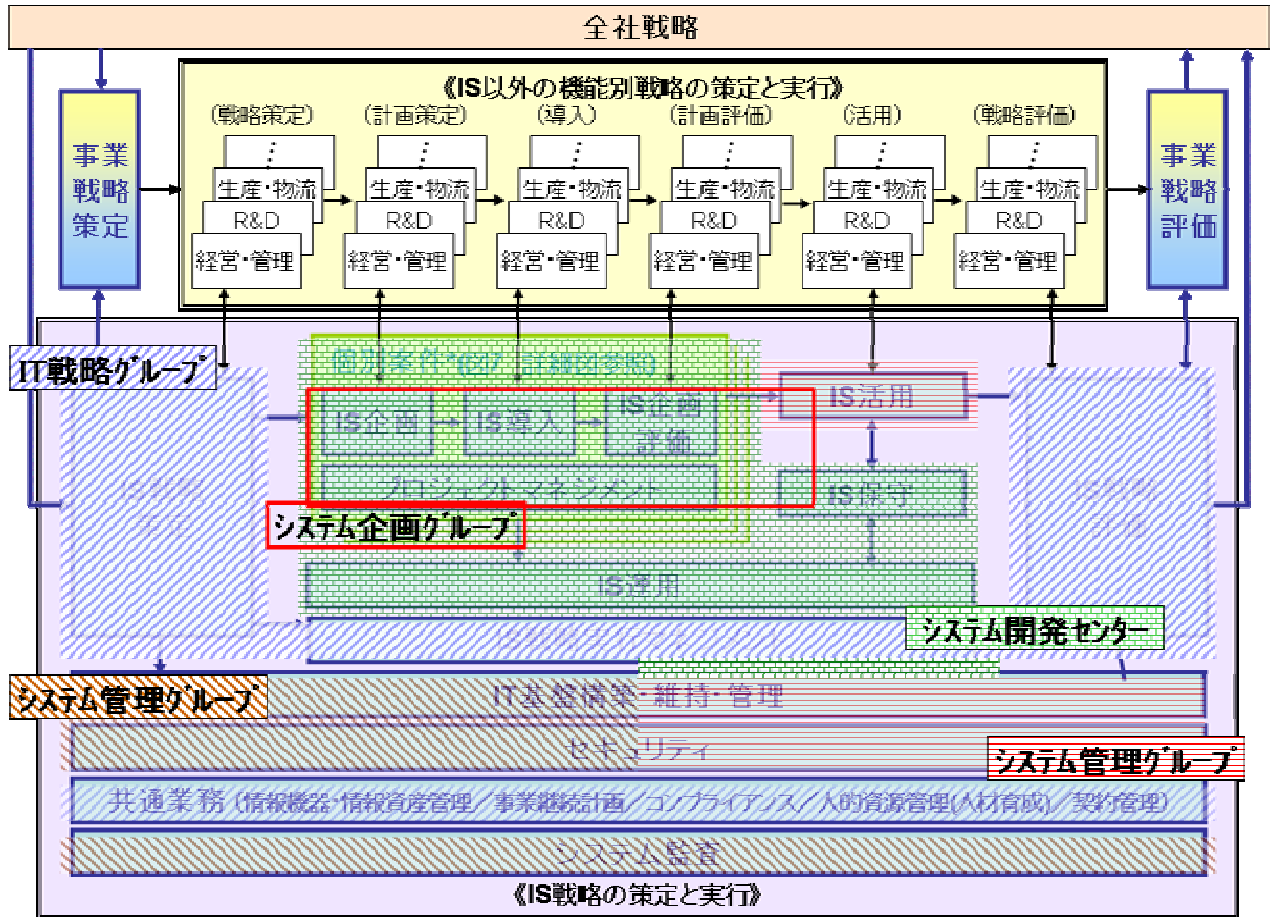 全社戦略
《IS以外の機能別戦略の策定と実行》
(戦略策定) (計画策定) (導入) (計画評価) (活用) (戦略評価)
事業戦略策定
⋮ ⋮ ⋮ ⋮ ⋮ ⋮
生産・物流 生産・物流 生産・物流 生産・物流 生産・物流 生産・物流
R&D R&D R&D R&D R&D R&D
経営・管理 経営・管理 経営・管理 経営・管理 経営・管理 経営・管理
事業戦略評価
IT戦略グループ
個別案件*(図7 詳細図参照)
IS企画 IS導入 IS企画評価 IS活用
プロジェクトマネジメント IS保守
システム企画グループ
IS運用
システム開発センター
システム管理グループ
IT基盤構築・維持・管理
セキュリティ
システム管理グループ
共通業務（情報機器・情報資産管理／事業継続計画／コンプライアンス／人的資源管理(人材育成)／契約管理）
システム監査
《IS戦略の策定と実行》